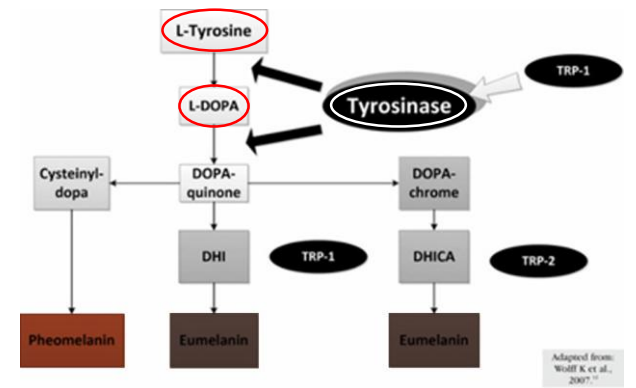 L-Tyrosine
TRP-1
L-DOPA
Tyrosinase
Cysteinyl-
dopa
DOPA-
quinone
DOPA-
chrome
DHI
TRP-1
DHICA
TRP-2
Pheomelanin
Eumelanin
Eumelanin
Adapted from:
Wolff K et al.,
2007.